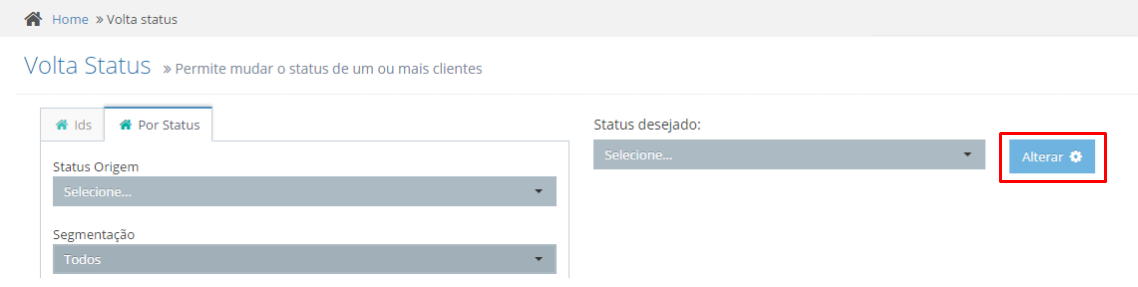 Home » Volta status
Volta Status » Permite mudar o status de um ou mais clientes
Ids
Por Status
Status Origem
Selecione...
Segmentação
Todos
Status desejado:
Selecione...
Alterar